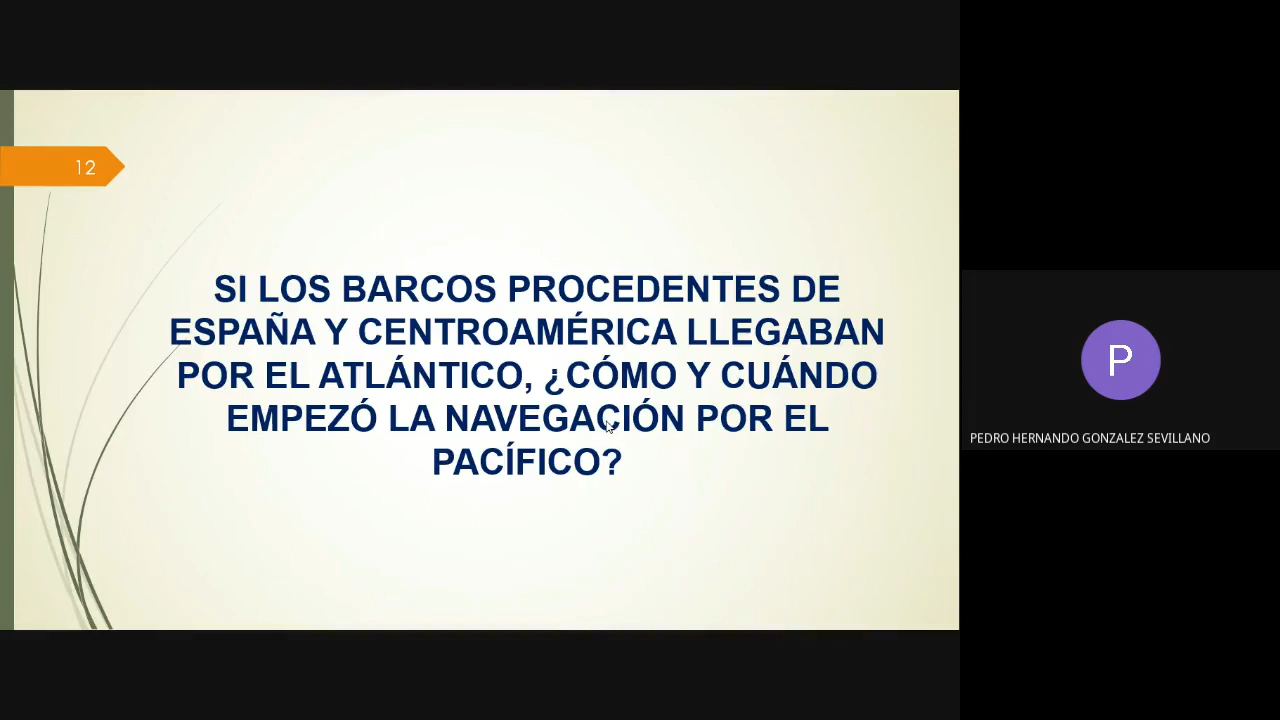 12
SI LOS BARCOS PROCEDENTES DE
ESPAÑA Y CENTROAMÉRICA LLEGABAN
POR EL ATLÁNTICO, ¿CÓMO Y CUÁNDO
EMPEZÓ LA NAVEGACIÓN POR EL
PACÍFICO?
P
PEDRO HERNANDO GONZALEZ SEVILLANO